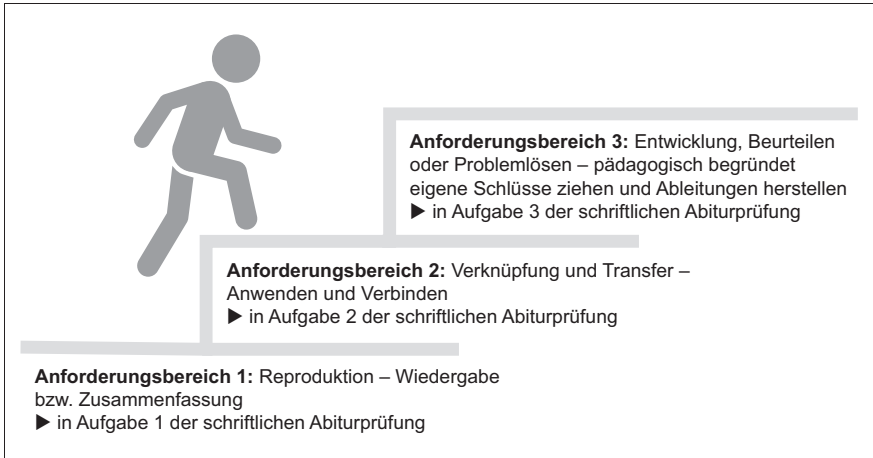 Anforderungsbereich 3: Entwicklung, Beurteilen
oder Problemlösen – pädagogisch begründet
eigene Schlüsse ziehen und Ableitungen herstellen
▶ in Aufgabe 3 der schriftlichen Abiturprüfung
Anforderungsbereich 2: Verknüpfung und Transfer –
Anwenden und Verbinden
▶ in Aufgabe 2 der schriftlichen Abiturprüfung
Anforderungsbereich 1: Reproduktion – Wiedergabe
bzw. Zusammenfassung
▶ in Aufgabe 1 der schriftlichen Abiturprüfung